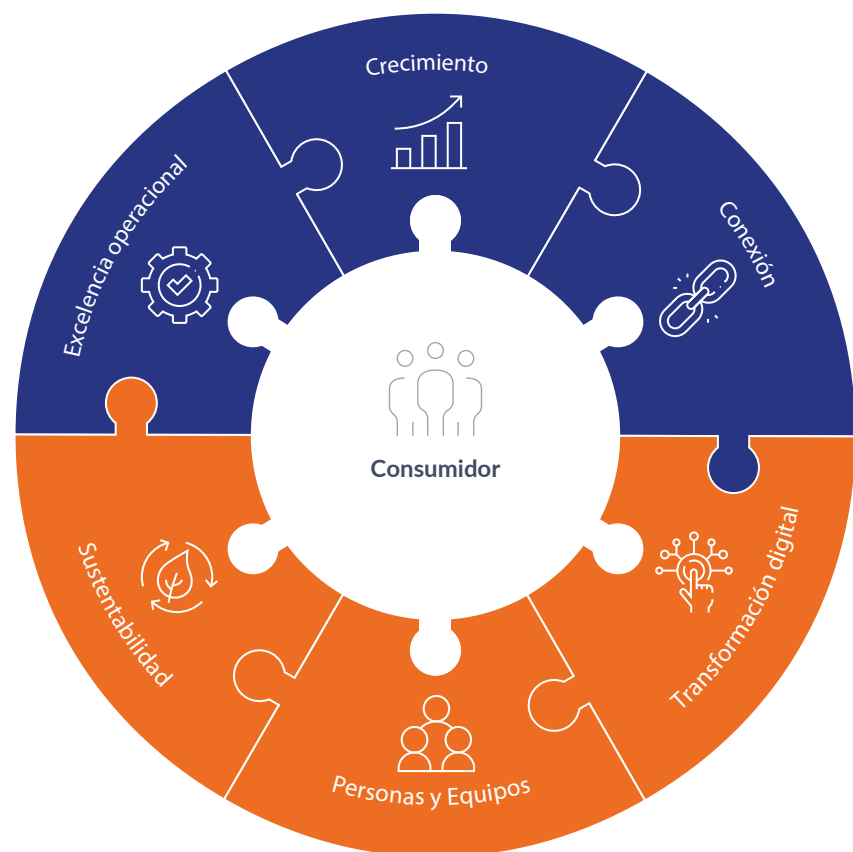 Crecimiento
Conexión
Excelencia operacional
Consumidor
Transformación digital
Sustentabilidad
Personas y Equipos